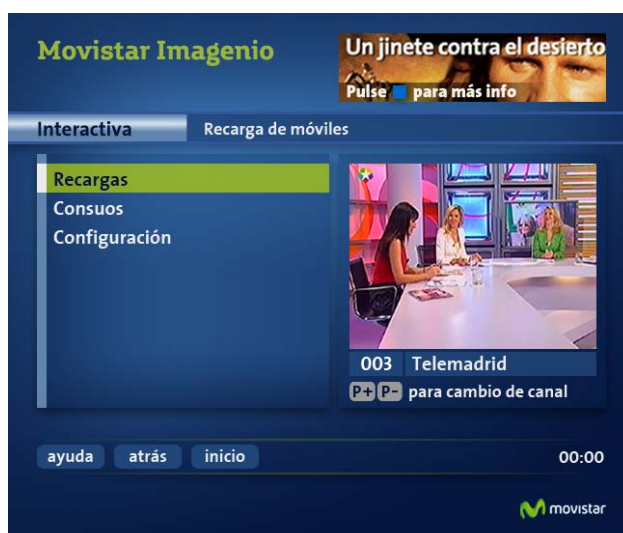 Movistar Imagenio
Un jinete contra el desierto
Pulse para más info
Interactiva
Recarga de móviles
Recargas
Consuos
Configuración
003 Telemadrid
P+ P- para cambio de canal
ayuda atrás inicio 00:00
movistar